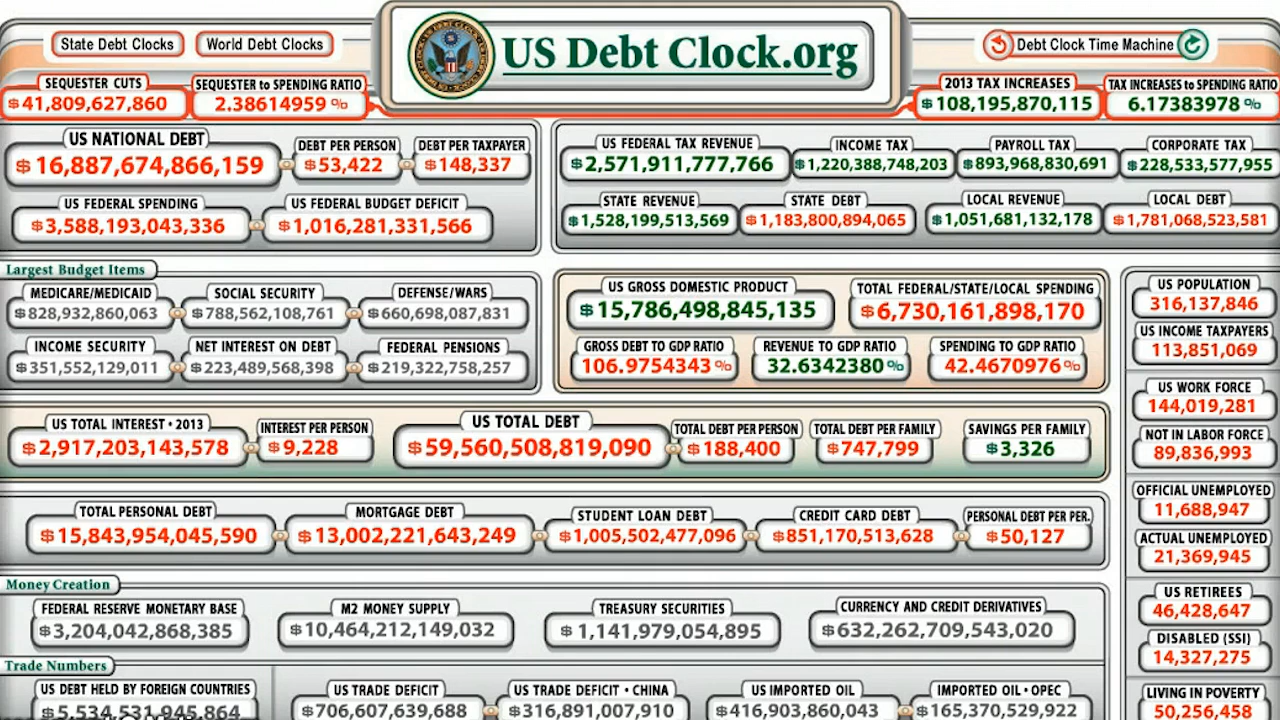 State Debt Clocks
World Debt Clocks
US Debt Clock.org
Debt Clock Time Machine
SEQUESTER CUTS
$41,809,627,860
SEQUESTER to SPENDING RATIO
2.38614959 %
2013 TAX INCREASES
$108,195,870,115
TAX INCREASES to SPENDING RATIO
6.17383978 %
US NATIONAL DEBT
$16,887,674,866,159
DEBT PER PERSON
$53,422
DEBT PER TAXPAYER
$148,337
US FEDERAL SPENDING
$3,588,193,043,336
US FEDERAL BUDGET DEFICIT
$1,016,281,331,566
US FEDERAL TAX REVENUE
$2,571,911,777,766
INCOME TAX
$1,220,388,748,203
PAYROLL TAX
$893,968,830,691
CORPORATE TAX
$228,533,577,955
STATE REVENUE
$1,528,199,513,569
STATE DEBT
$1,183,800,894,065
LOCAL REVENUE
$1,051,681,132,178
LOCAL DEBT
$1,781,068,523,581
Largest Budget Items
MEDICARE/MEDICAID
$828,932,860,063
SOCIAL SECURITY
$788,562,108,761
DEFENSE/WARS
$660,698,087,831
INCOME SECURITY
$351,552,129,011
NET INTEREST ON DEBT
$223,489,568,398
FEDERAL PENSIONS
$219,322,758,257
US GROSS DOMESTIC PRODUCT
$15,786,498,845,135
TOTAL FEDERAL/STATE/LOCAL SPENDING
$6,730,161,898,170
GROSS DEBT TO GDP RATIO
106.9754343 %
REVENUE TO GDP RATIO
32.6342380 %
SPENDING TO GDP RATIO
42.4670976 %
US POPULATION
316,137,846
US INCOME TAXPAYERS
113,851,069
US WORK FORCE
144,019,281
NOT IN LABOR FORCE
89,836,993
OFFICIAL UNEMPLOYED
11,688,947
ACTUAL UNEMPLOYED
21,369,945
US RETIREES
46,428,647
DISABLED (SSI)
14,327,275
LIVING IN POVERTY
50,256,458
US TOTAL INTEREST • 2013
$2,917,203,143,578
INTEREST PER PERSON
$9,228
US TOTAL DEBT
$59,560,508,819,090
TOTAL DEBT PER PERSON
$188,400
TOTAL DEBT PER FAMILY
$747,799
SAVINGS PER FAMILY
$3,326
TOTAL PERSONAL DEBT
$15,843,954,045,590
MORTGAGE DEBT
$13,002,221,643,249
STUDENT LOAN DEBT
$1,005,502,477,096
CREDIT CARD DEBT
$851,170,513,628
PERSONAL DEBT PER PER.
$50,127
Money Creation
FEDERAL RESERVE MONETARY BASE
$3,204,042,868,385
M2 MONEY SUPPLY
$10,464,212,149,032
TREASURY SECURITIES
$1,141,979,054,895
CURRENCY AND CREDIT DERIVATIVES
$632,262,709,543,020
Trade Numbers
US DEBT HELD BY FOREIGN COUNTRIES
$5,534,531,945,864
US TRADE DEFICIT
$706,607,639,688
US TRADE DEFICIT • CHINA
$316,891,007,910
US IMPORTED OIL
$416,903,860,043
IMPORTED OIL • OPEC
$165,370,529,922